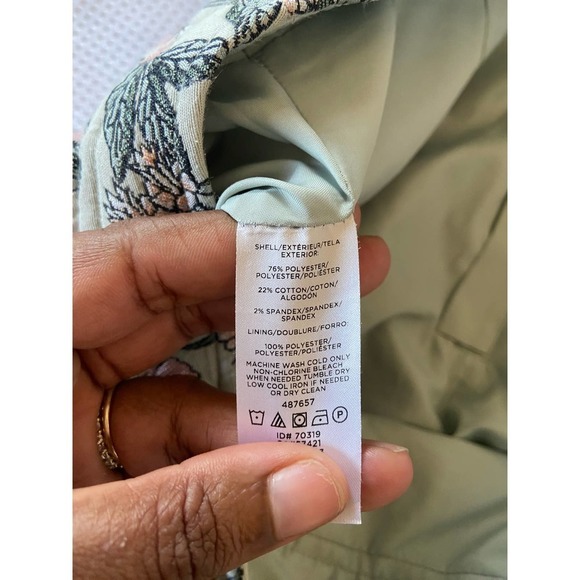 SHELL/EXTÉRIEUR/TELA
EXTERIOR:
76% POLYESTER/
POLYESTER/POLIÉSTER
22% COTTON/COTON/
ALGODÓN
2% SPANDEX/SPANDEX/
SPANDEX
LINING/DOUBLURE/FORRO:
100% POLYESTER/
POLYESTER/POLIÉSTER
MACHINE WASH COLD ONLY
NON-CHLORINE BLEACH
WHEN NEEDED TUMBLE DRY
LOW COOL IRON IF NEEDED
OR DRY CLEAN
487657
P
ID# 70319
57421